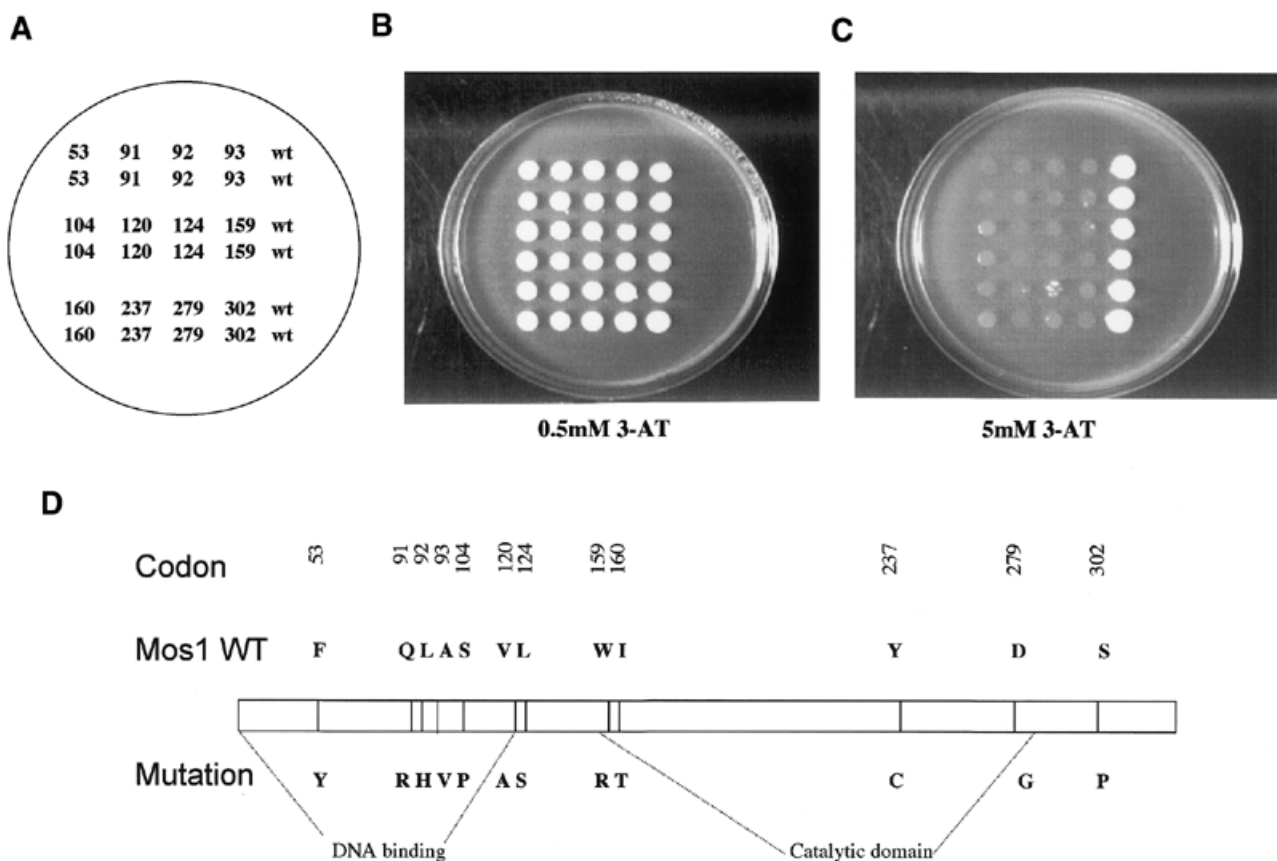 A
B
C
53 91 92 93 wt
53 91 92 93 wt
104 120 124 159 wt
104 120 124 159 wt
160 237 279 302 wt
160 237 279 302 wt
0.5mM 3-AT
5mM 3-AT
D
Codon 53 91 92 93 104 120 124 159 160 237 279 302
Mos1 WT F Q L A S V L W I Y D S
Mutation Y R H V P A S R T C G P
DNA binding
Catalytic domain